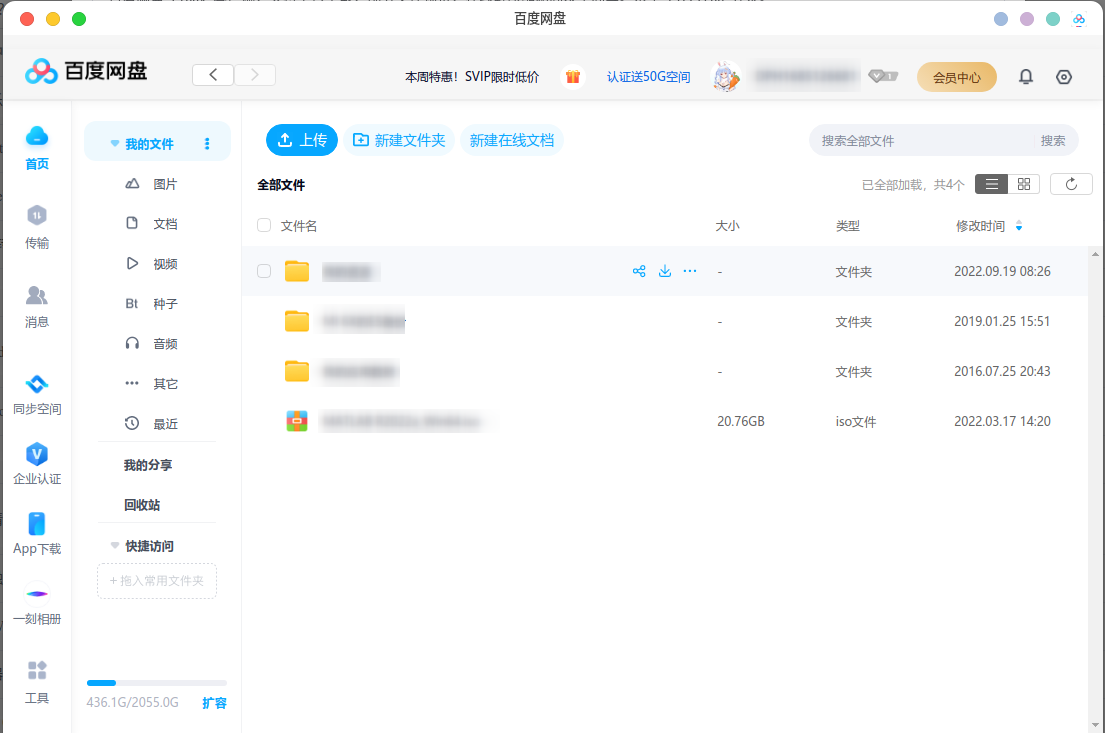 百度网盘
百度网盘
本周特惠！SVIP限时低价
认证送50G空间
1
会员中心
首页
传输
消息
同步空间
企业认证
App下载
一刻相册
工具
我的文件
图片
文档
视频
Bt 种子
音频
其它
最近
我的分享
回收站
快捷访问
+拖入常用文件夹
436.1G/2055.0G 扩容
上传 新建文件夹 新建在线文档
搜索全部文件 搜索
全部文件
已全部加载，共4个
文件名 大小 类型 修改时间
- 文件夹 2022.09.19 08:26
- 文件夹 2019.01.25 15:51
- 文件夹 2016.07.25 20:43
20.76GB iso文件 2022.03.17 14:20